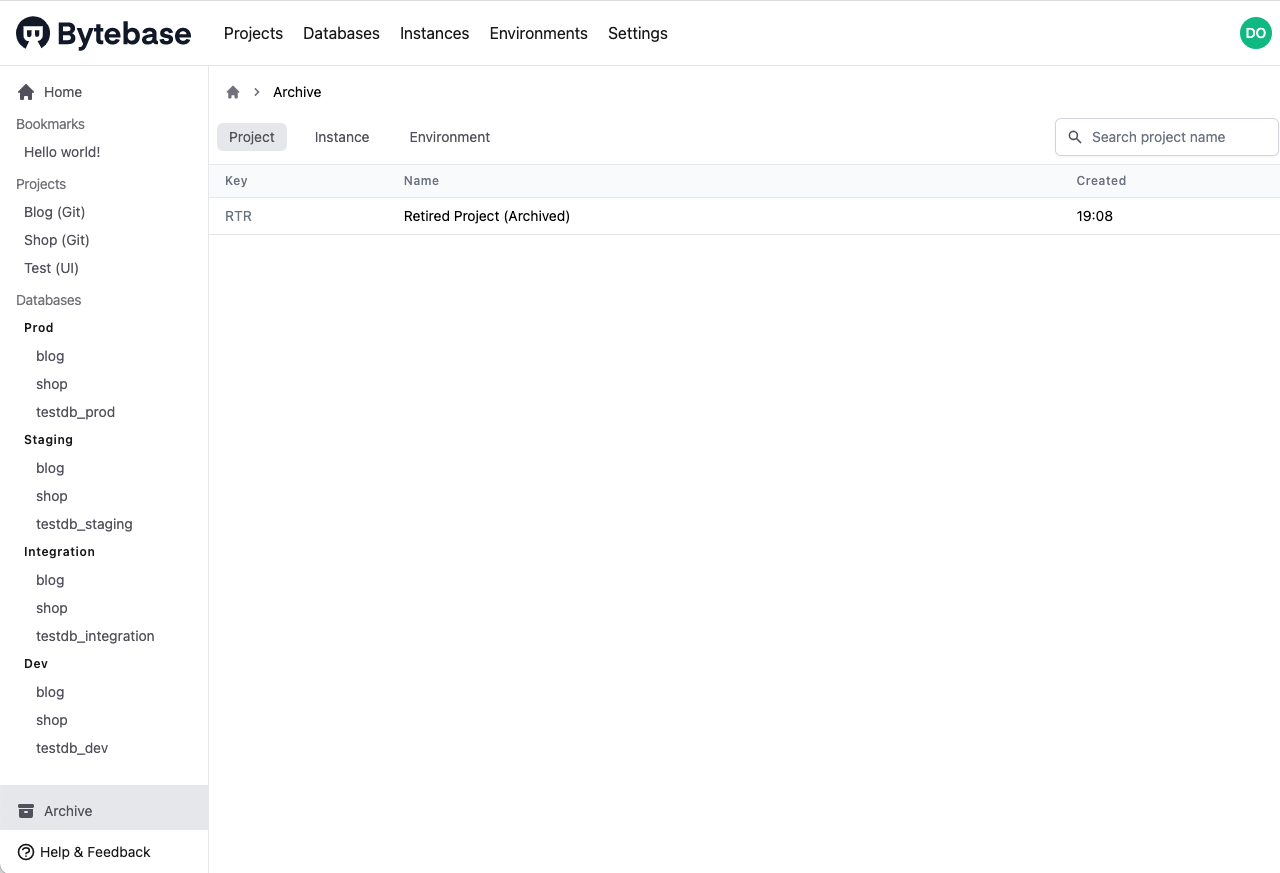 Bytebase Projects Databases Instances Environments Settings DO
Home
Bookmarks
Hello world!
Projects
Blog (Git)
Shop (Git)
Test (UI)
Databases
Prod
blog
shop
testdb_prod
Staging
blog
shop
testdb_staging
Integration
blog
shop
testdb_integration
Dev
blog
shop
testdb_dev
Archive
Help & Feedback
Archive
Project Instance Environment Search project name
Key Name Created
RTR Retired Project (Archived) 19:08